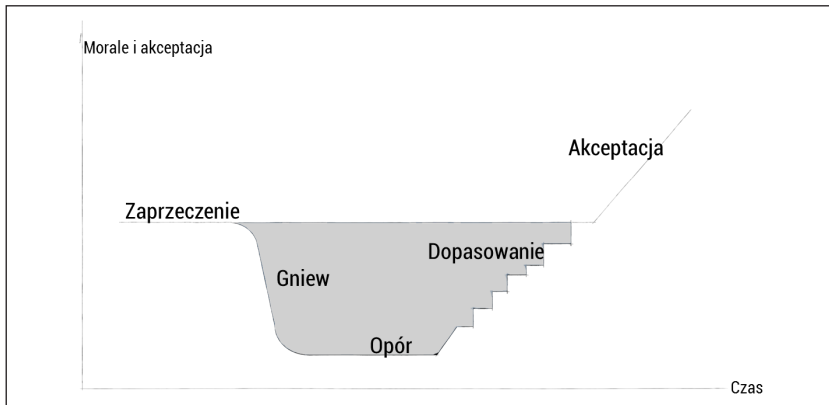 Morale i akceptacja
Akceptacja
Zaprzeczenie
Dopasowanie
Gniew
Opór
Czas